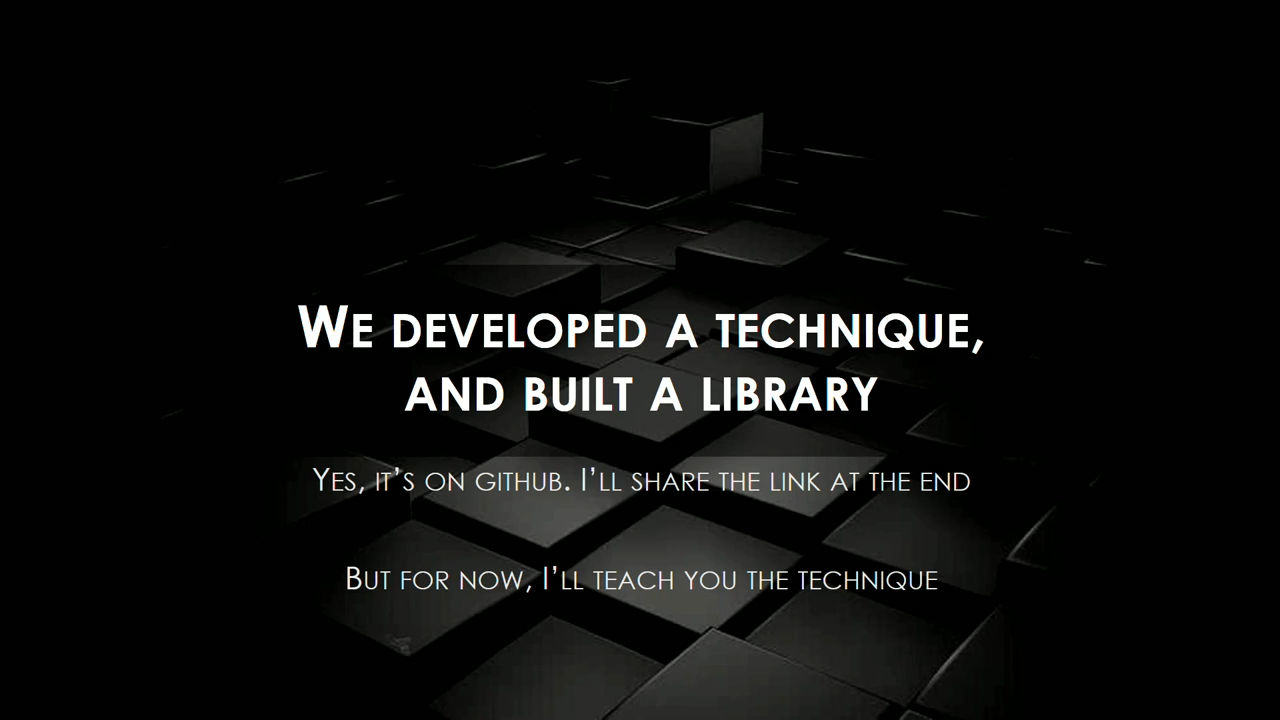 We developed a technique,
and built a library
Yes, it’s on github. I’ll share the link at the end
But for now, I’ll teach you the technique